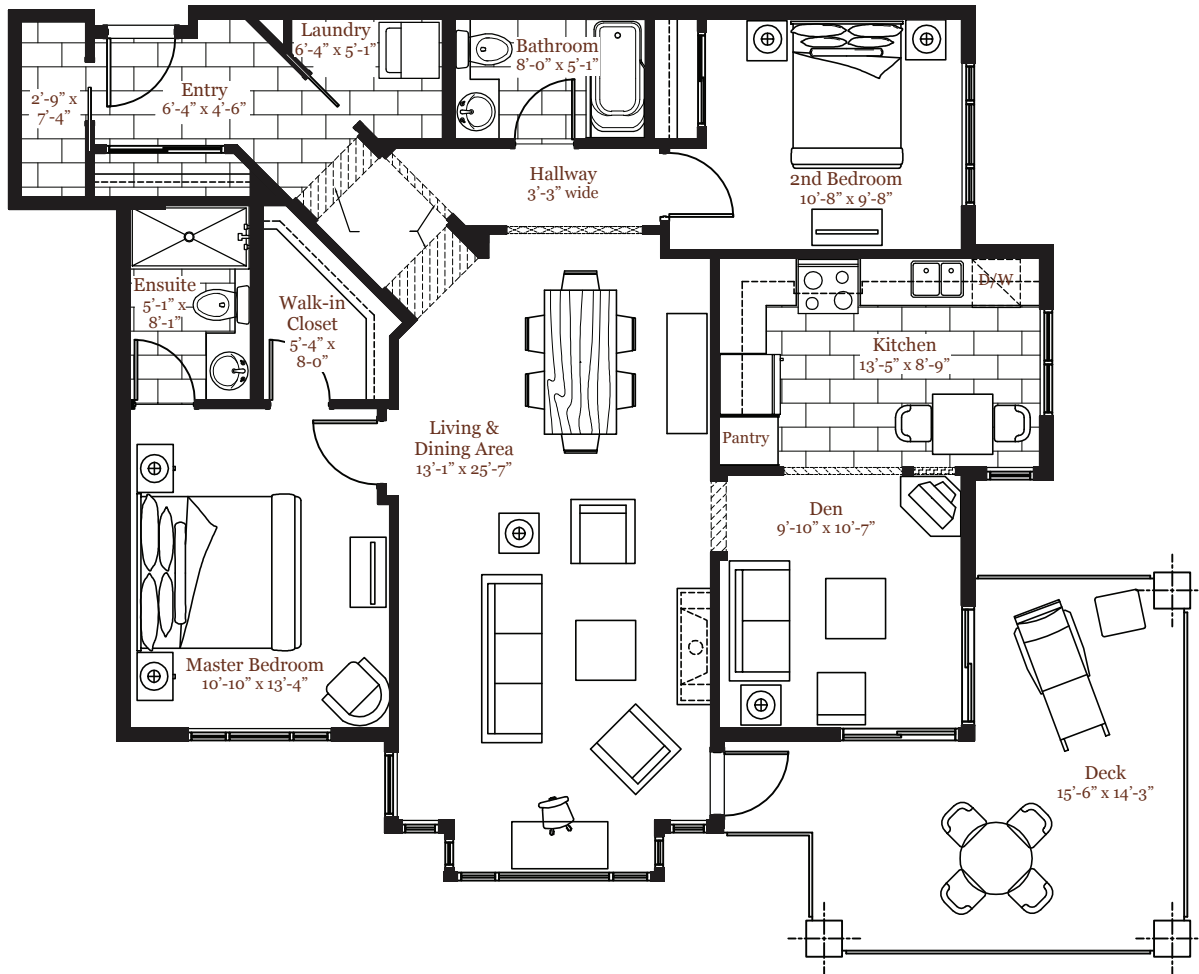 Laundry
6’-4” x 5’-1”
Bathroom
8’-0” x 5’-1”
2’-9” x
7’-4”
Entry
6’-4” x 4’-6”
Hallway
3’-3” wide
2nd Bedroom
10’-8” x 9’-8”
Ensuite
5’-1” x
8’-1”
Walk-in
Closet
5’-4” x
8-0”
D/W
Kitchen
13’-5” x 8’-9”
Pantry
Living &
Dining Area
13’-1” x 25’-7”
Den
9’-10” x 10’-7”
Master Bedroom
10’-10” x 13’-4”
Deck
15’-6” x 14’-3”